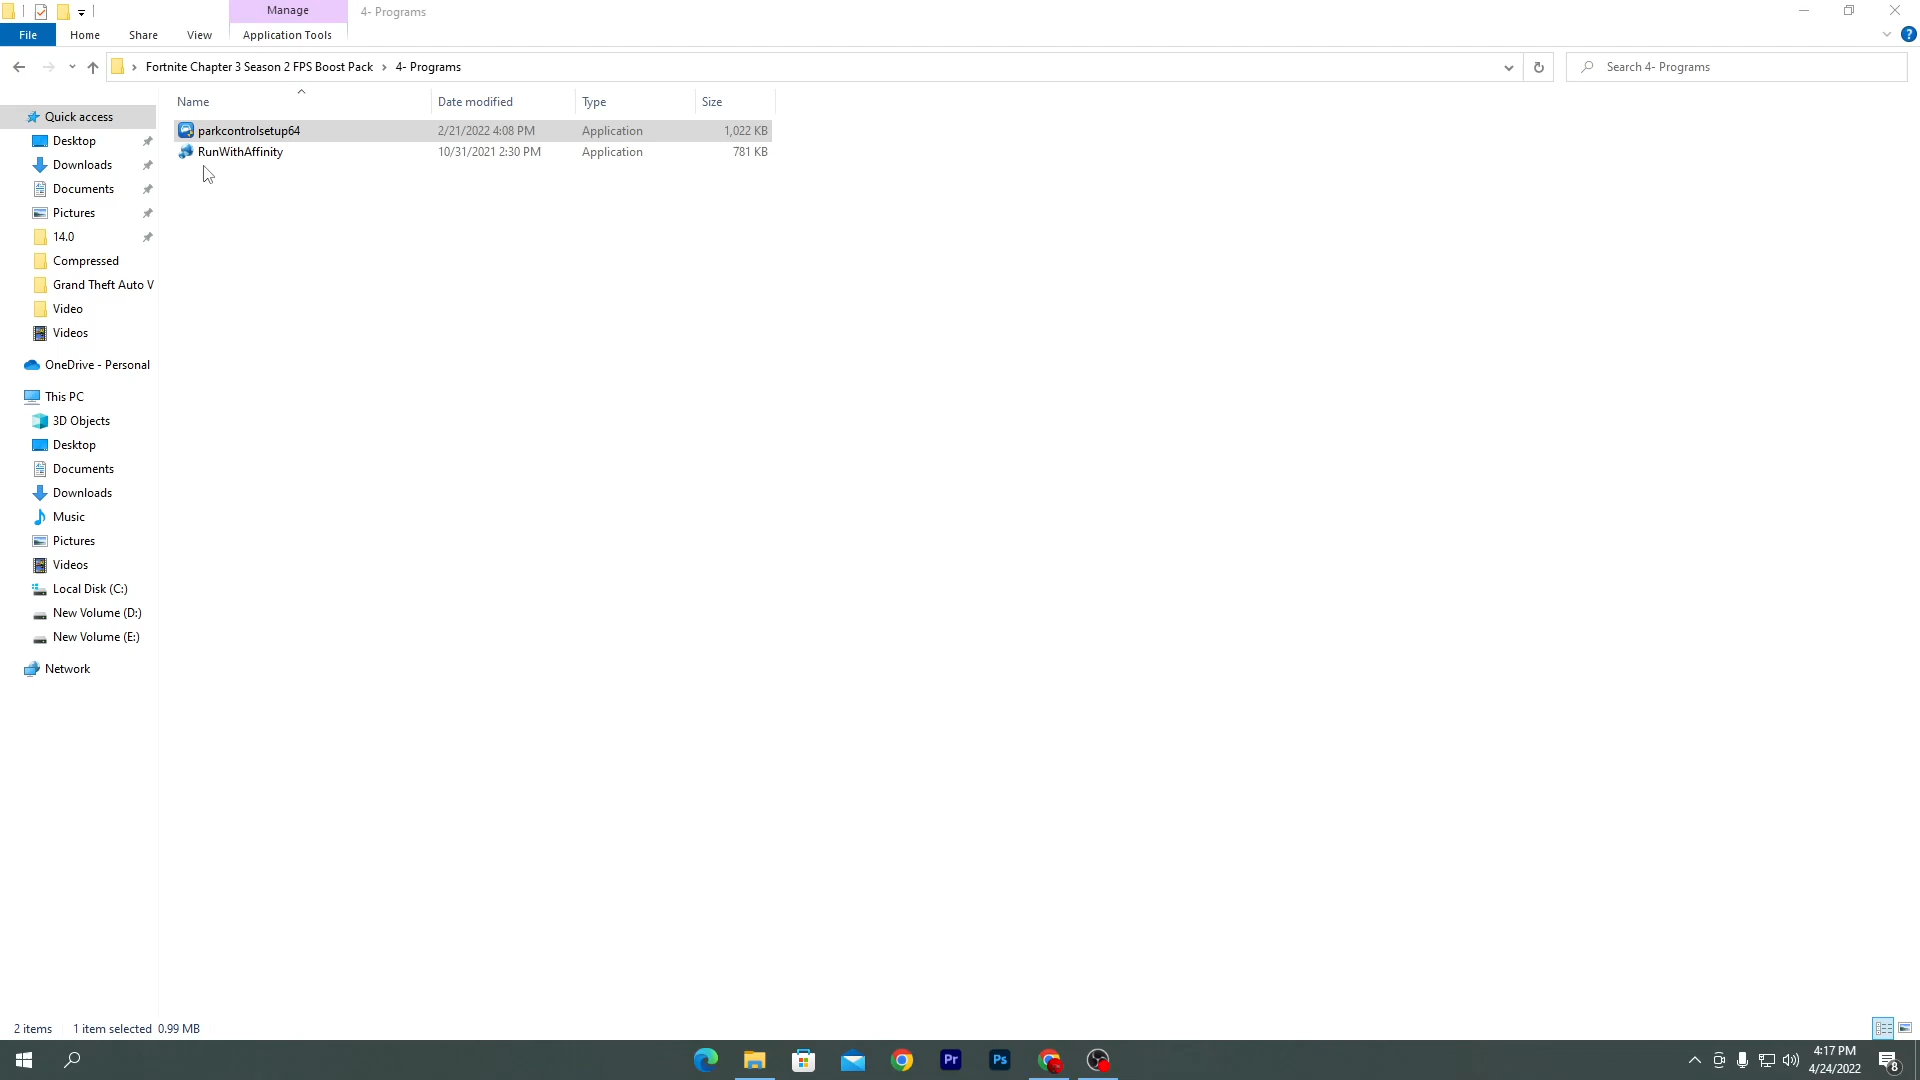 Manage
4- Programs
File
Home
Share
View
Application Tools
Fortnite Chapter 3 Season 2 FPS Boost Pack
4- Programs
Search 4- Programs
Name
Date modified
Type
Size
parkcontrolsetup64
2/21/2022 4:08 PM
Application
1,022 KB
RunWithAffinity
10/31/2021 2:30 PM
Application
781 KB
Quick access
Desktop
Downloads
Documents
Pictures
14.0
Compressed
Grand Theft Auto V
Video
Videos
OneDrive - Personal
This PC
3D Objects
Desktop
Documents
Downloads
Music
Pictures
Videos
Local Disk (C:)
New Volume (D:)
New Volume (E:)
Network
2 items
1 item selected 0.99 MB
Pr
Ps
4:17 PM
4/24/2022
8